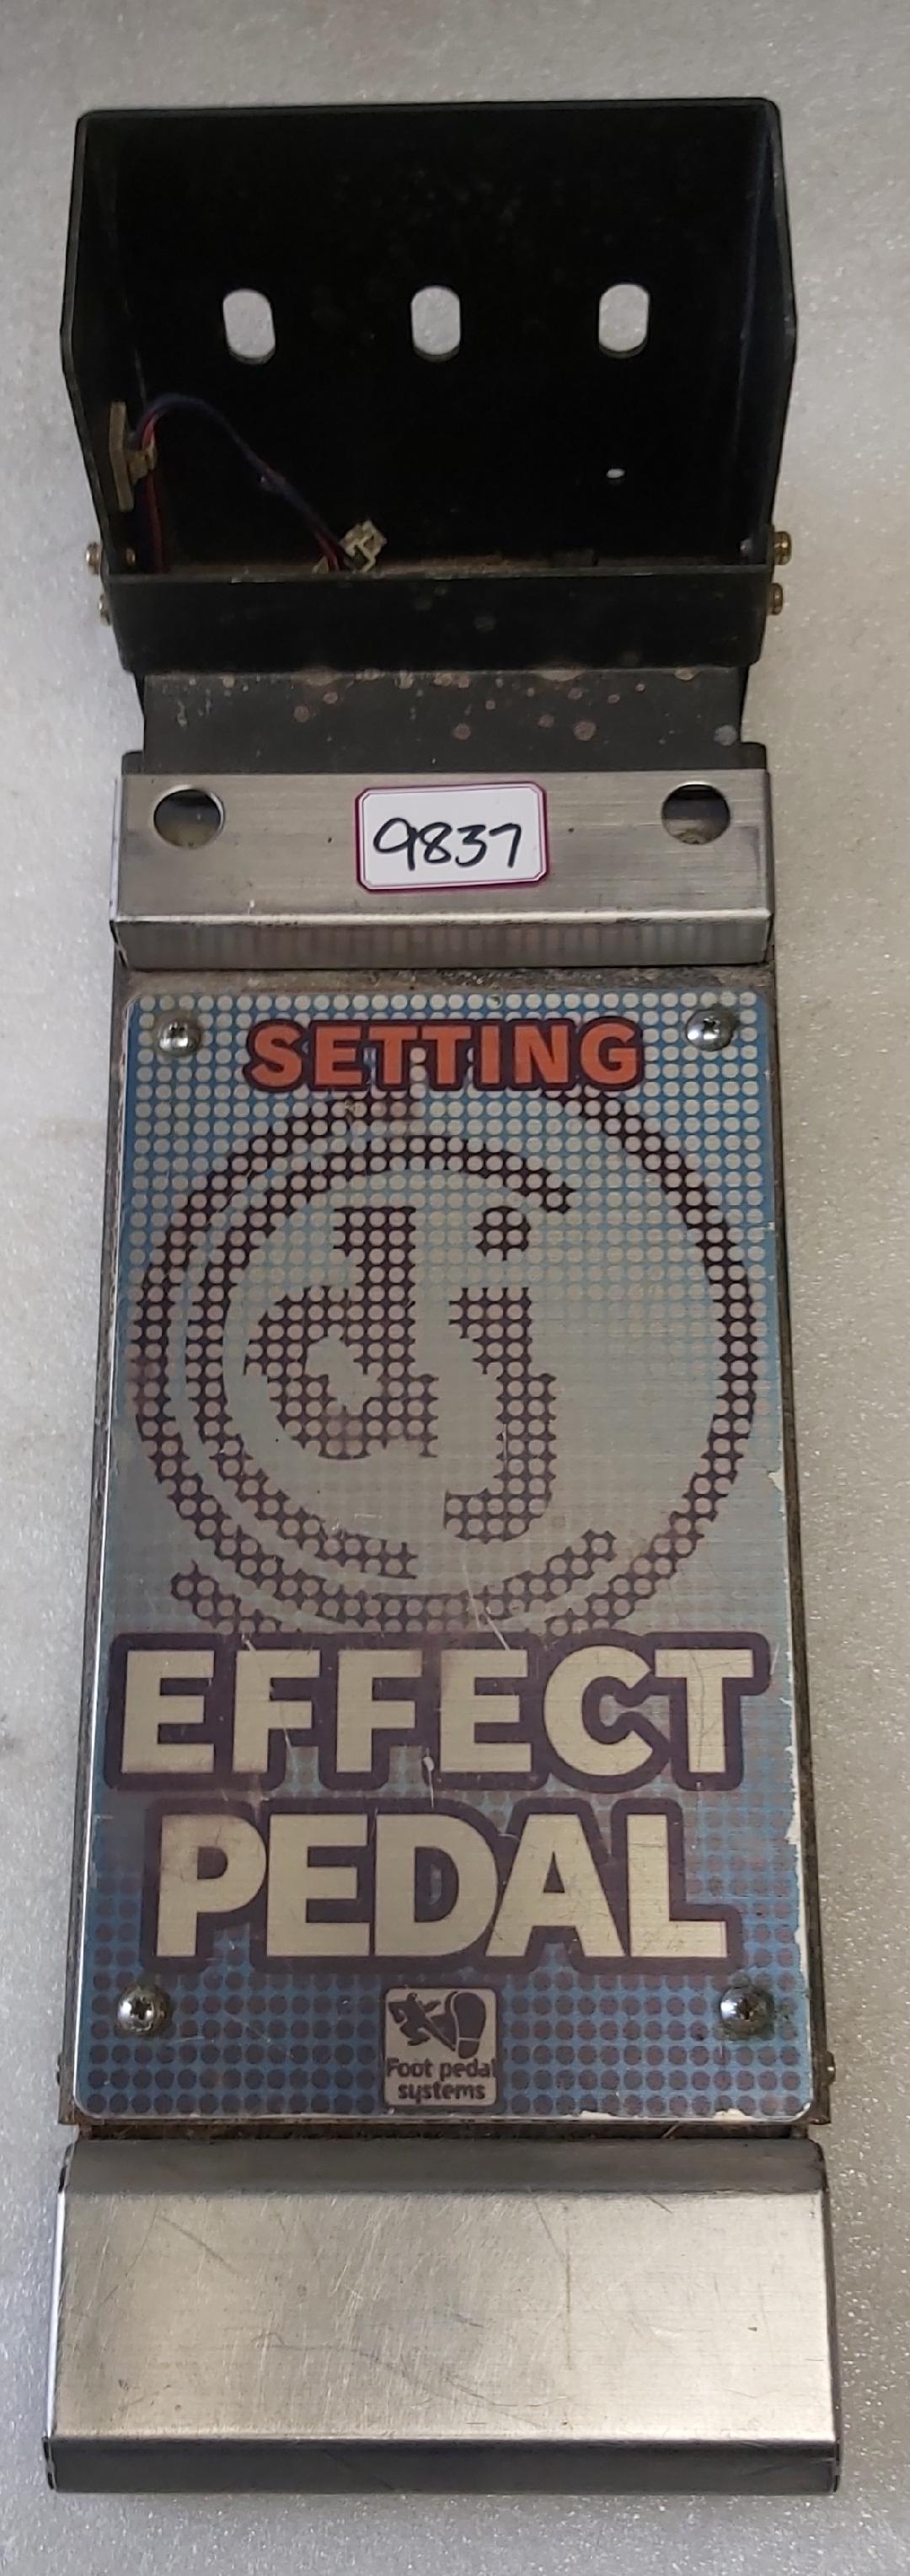 9837
SETTING
dj
EFFECT
PEDAL
Foot pedal
systems